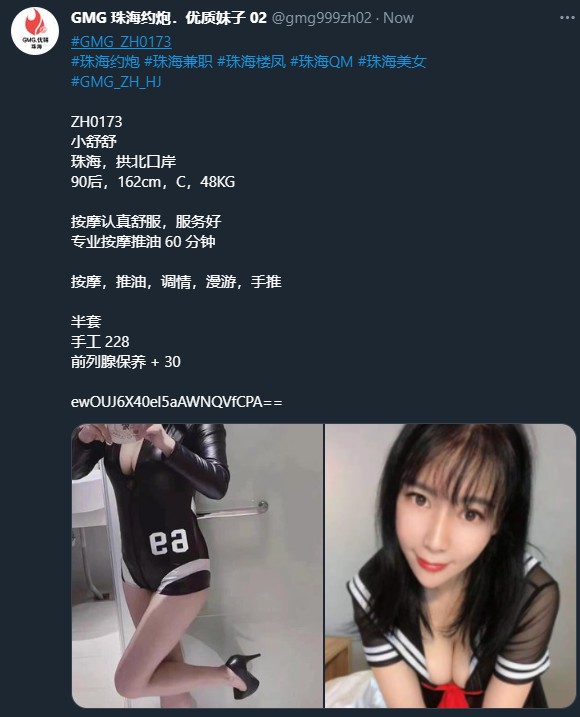 GMG 珠海约炮．优质妹子 02 @gmg999zh02 · Now
GMG.优质
珠海
#GMG_ZH0173
#珠海约炮 #珠海兼职 #珠海楼凤 #珠海QM #珠海美女
#GMG_ZH_HJ
ZH0173
小舒舒
珠海，拱北口岸
90后，162cm，C，48KG
按摩认真舒服，服务好
专业按摩推油 60 分钟
按摩，推油，调情，漫游，手推
半套
手工 228
前列腺保养 + 30
ewOUJ6X40eI5aAWNQVfCPA==